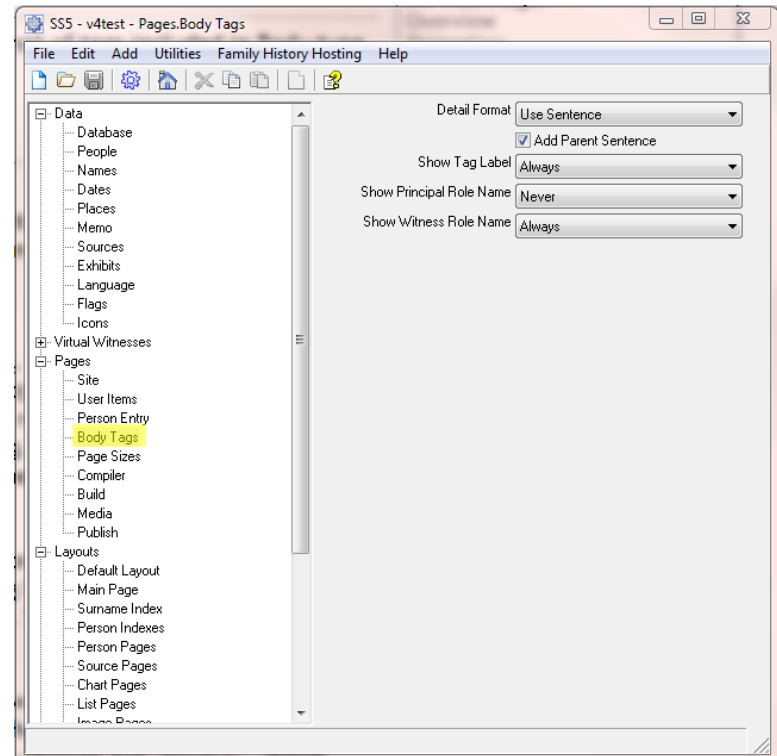 SS5 - v4test - Pages.Body Tags
File Edit Add Utilities Family History Hosting Help
Data
Database
People
Names
Dates
Places
Memo
Sources
Exhibits
Language
Flags
Icons
Virtual Witnesses
Pages
Site
User Items
Person Entry
Body Tags
Page Sizes
Compiler
Build
Media
Publish
Layouts
Default Layout
Main Page
Surname Index
Person Indexes
Person Pages
Source Pages
Chart Pages
List Pages
Image Pages
Detail Format Use Sentence
Add Parent Sentence
Show Tag Label Always
Show Principal Role Name Never
Show Witness Role Name Always